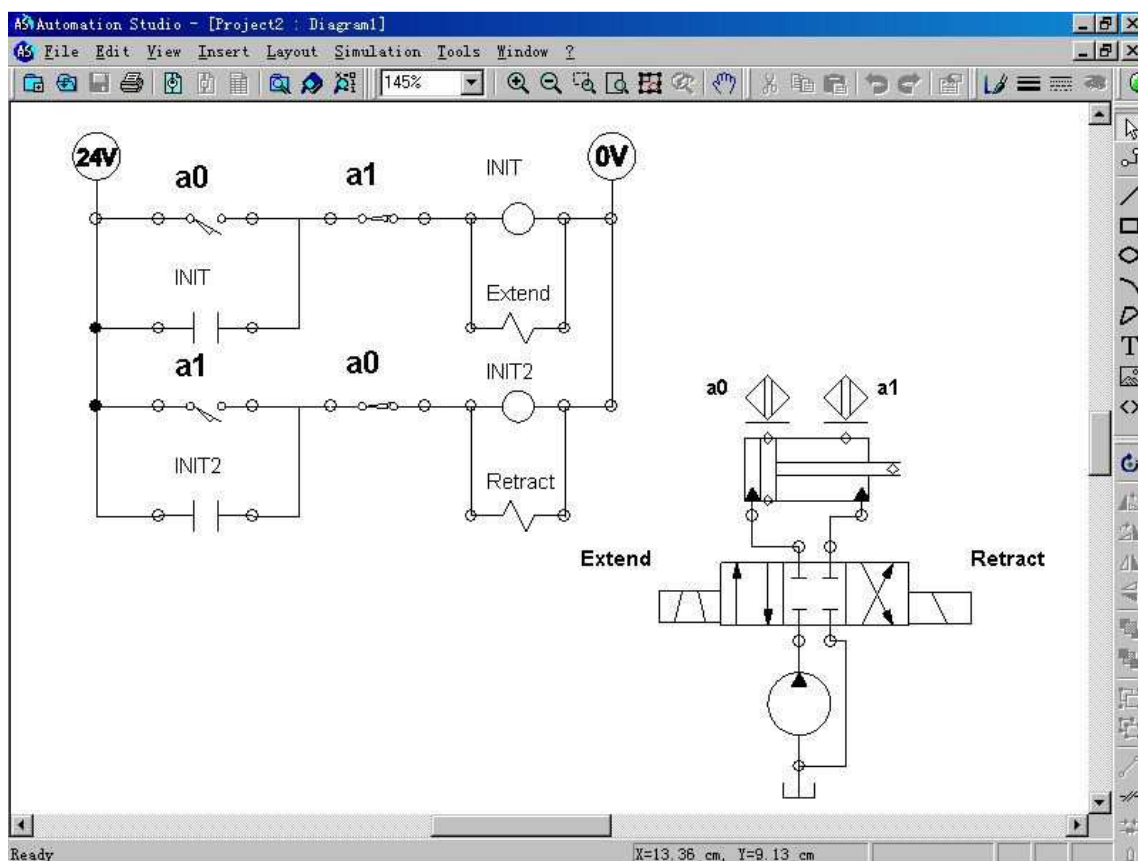 Automation Studio - [Project2 : Diagram1]
File Edit View Insert Layout Simulation Tools Window ?
145%
24V
0V
a0
a1
INIT
INIT
Extend
a1
a0
INIT2
INIT2
Retract
a0
a1
Extend
Retract
Ready
X=13.36 cm, Y=9.13 cm